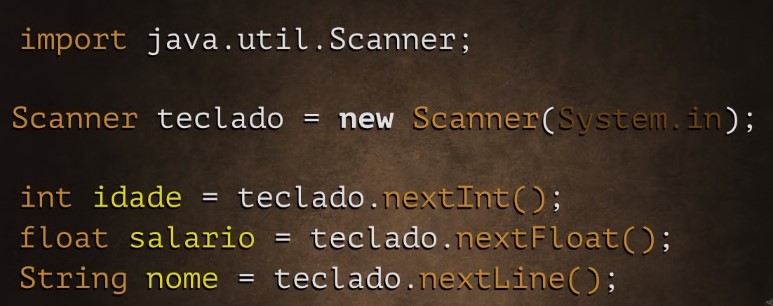 import java.util.Scanner;
Scanner teclado = new Scanner(System.in);
int idade = teclado.nextInt();
float salario = teclado.nextFloat();
String nome = teclado.nextLine();